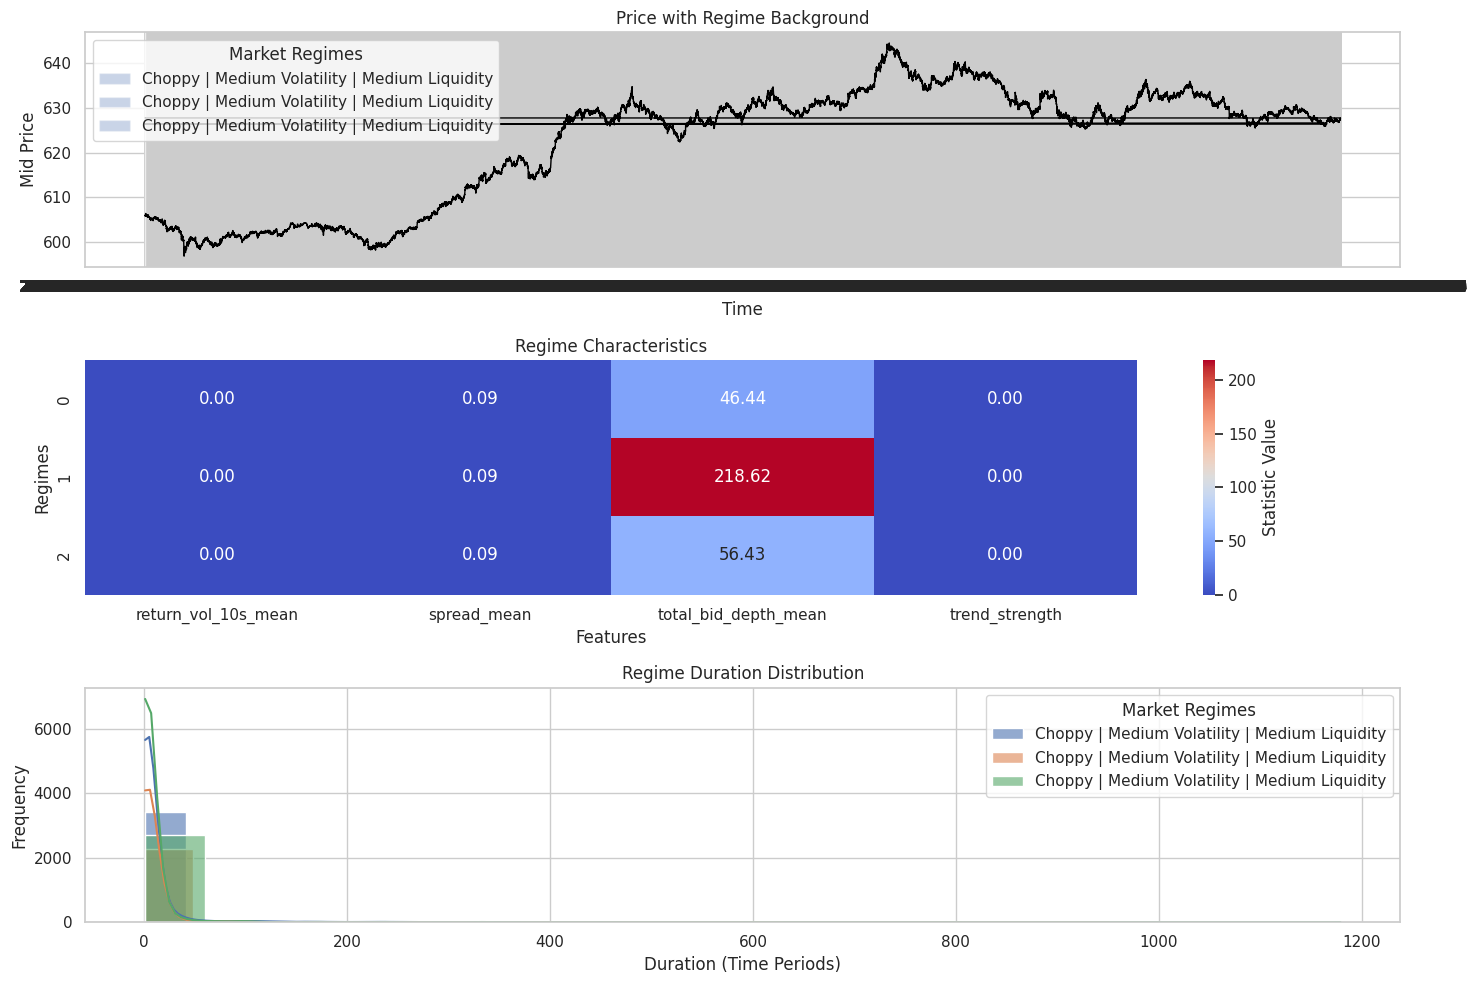 Price with Regime Background
Market Regimes
Choppy | Medium Volatility | Medium Liquidity
Choppy | Medium Volatility | Medium Liquidity
Choppy | Medium Volatility | Medium Liquidity
Mid Price
640
630
620
610
600
Time
Regime Characteristics
Regimes
0
0.00
0.09
46.44
0.00
1
0.00
0.09
218.62
0.00
2
0.00
0.09
56.43
0.00
return_vol_10s_mean
spread_mean
total_bid_depth_mean
trend_strength
Features
200
150
100
50
0
Statistic Value
Regime Duration Distribution
Market Regimes
Choppy | Medium Volatility | Medium Liquidity
Choppy | Medium Volatility | Medium Liquidity
Choppy | Medium Volatility | Medium Liquidity
Frequency
6000
4000
2000
0
0
200
400
600
800
1000
1200
Duration (Time Periods)